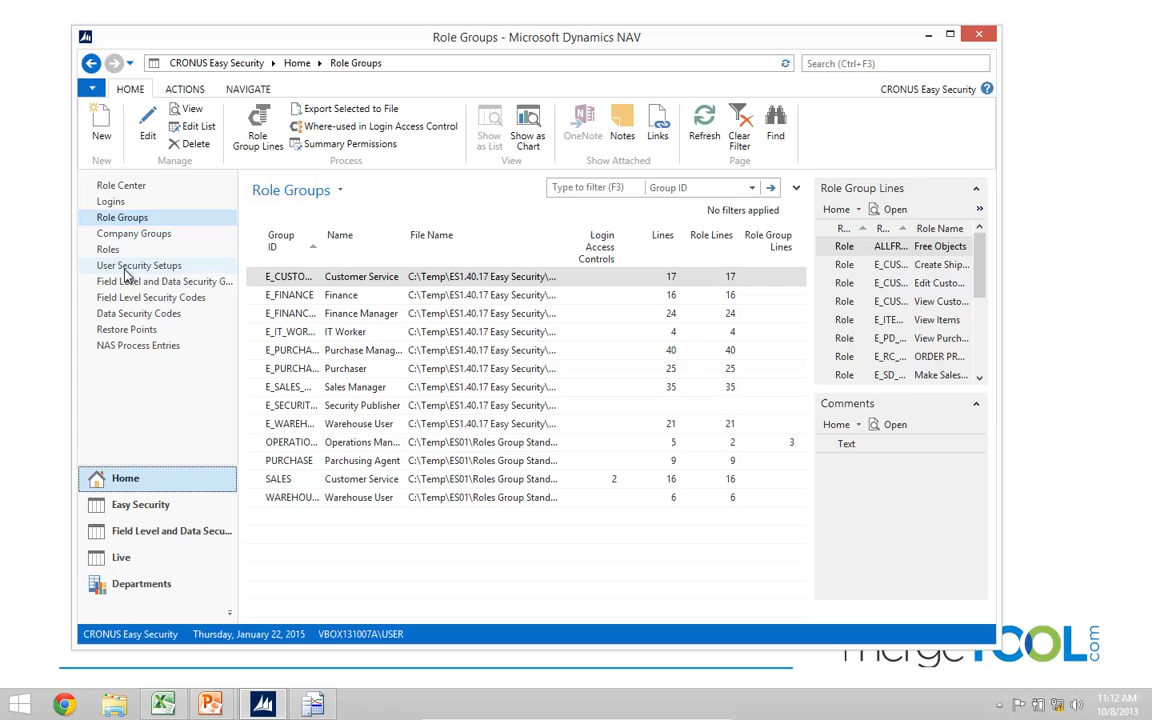 Role Groups - Microsoft Dynamics NAV
CRONUS Easy Security
Home
Role Groups
Search (Ctrl+F3)
HOME
ACTIONS
NAVIGATE
CRONUS Easy Security
New
Edit
View
Edit List
Delete
Role Group Lines
Export Selected to File
Where-used in Login Access Control
Summary Permissions
Show as List
Show as Chart
OneNote
Notes
Links
Refresh
Clear Filter
Find
New
Manage
Process
View
Show Attached
Page
Role Center
Logins
Role Groups
Company Groups
Roles
User Security Setups
Field Level and Data Security G...
Field Level Security Codes
Data Security Codes
Restore Points
NAS Process Entries
Home
Easy Security
Field Level and Data Secu...
Live
Departments
Role Groups
Type to filter (F3)
Group ID
No filters applied
Group ID Name File Name Login Access Controls Lines Role Lines Role Group Lines
E_CUSTO... Customer Service C:\Temp\ES1.40.17 Easy Security\... 17 17
E_FINANCE Finance C:\Temp\ES1.40.17 Easy Security\... 16 16
E_FINANC... Finance Manager C:\Temp\ES1.40.17 Easy Security\... 24 24
E_IT_WOR... IT Worker C:\Temp\ES1.40.17 Easy Security\... 4 4
E_PURCHA... Purchase Manag... C:\Temp\ES1.40.17 Easy Security\... 40 40
E_PURCHA... Purchaser C:\Temp\ES1.40.17 Easy Security\... 25 25
E_SALES_... Sales Manager C:\Temp\ES1.40.17 Easy Security\... 35 35
E_SECURIT... Security Publisher C:\Temp\ES1.40.17 Easy Security\...
E_WAREH... Warehouse User C:\Temp\ES1.40.17 Easy Security\... 21 21
OPERATIO... Operations Man... C:\Temp\ES01\Roles Group Stand... 5 2 3
PURCHASE Parchusing Agent C:\Temp\ES01\Roles Group Stand... 9 9
SALES Customer Service C:\Temp\ES01\Roles Group Stand... 2 16 16
WAREHOU... Warehouse User C:\Temp\ES01\Roles Group Stand... 6 6
Role Group Lines
Home
Open
R... R... Role Name
Role ALLFR... Free Objects
Role E_CUS... Create Ship...
Role E_CUS... Edit Custo...
Role E_CUS... View Custo...
Role E_ITE... View Items
Role E_PD_... View Purch...
Role E_RC_... ORDER PR...
Role E_SD_... Make Sales...
Comments
Home
Open
Text
CRONUS Easy Security
Thursday, January 22, 2015
VBOX131007A\USER
mergeTOOL.com
11:12 AM
10/8/2013